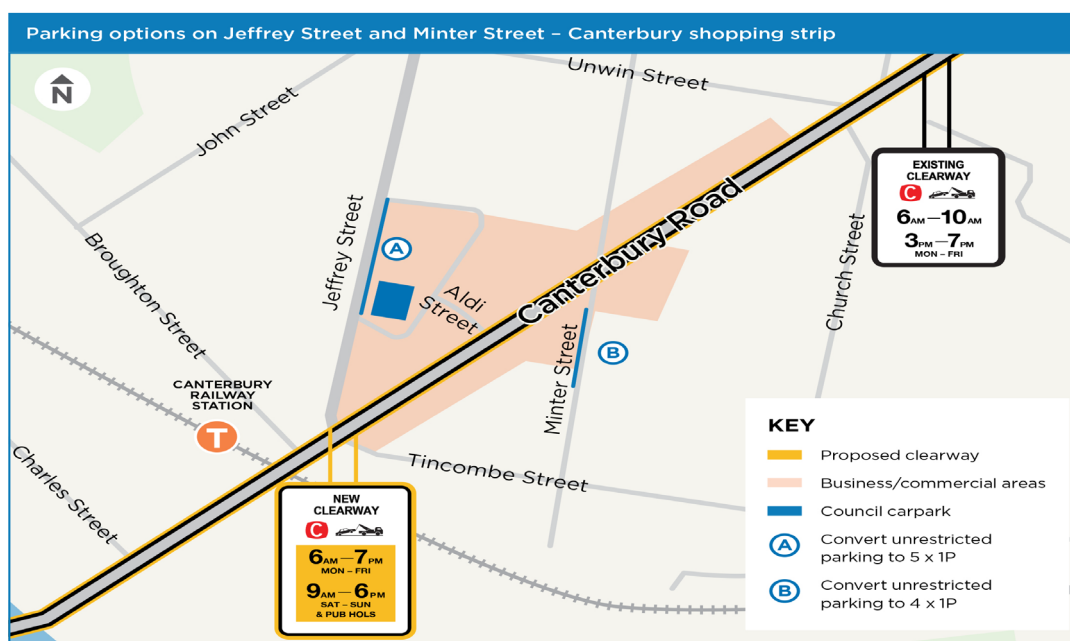 Parking options on Jeffrey Street and Minter Street – Canterbury shopping strip
N
Unwin Street
John Street
EXISTING
CLEARWAY
C
6AM—10AM
3PM—7PM
MON – FRI
Jeffrey Street
A
Canterbury Road
Broughton Street
Aldi
Street
Church Street
B
Minter Street
CANTERBURY
RAILWAY
STATION
T
Charles Street
Tincombe Street
NEW
CLEARWAY
C
6AM—7PM
MON – FRI
9AM—6PM
SAT – SUN
& PUB HOLS
KEY
Proposed clearway
Business/commercial areas
Council carpark
A
Convert unrestricted
parking to 5 x 1P
B
Convert unrestricted
parking to 4 x 1P